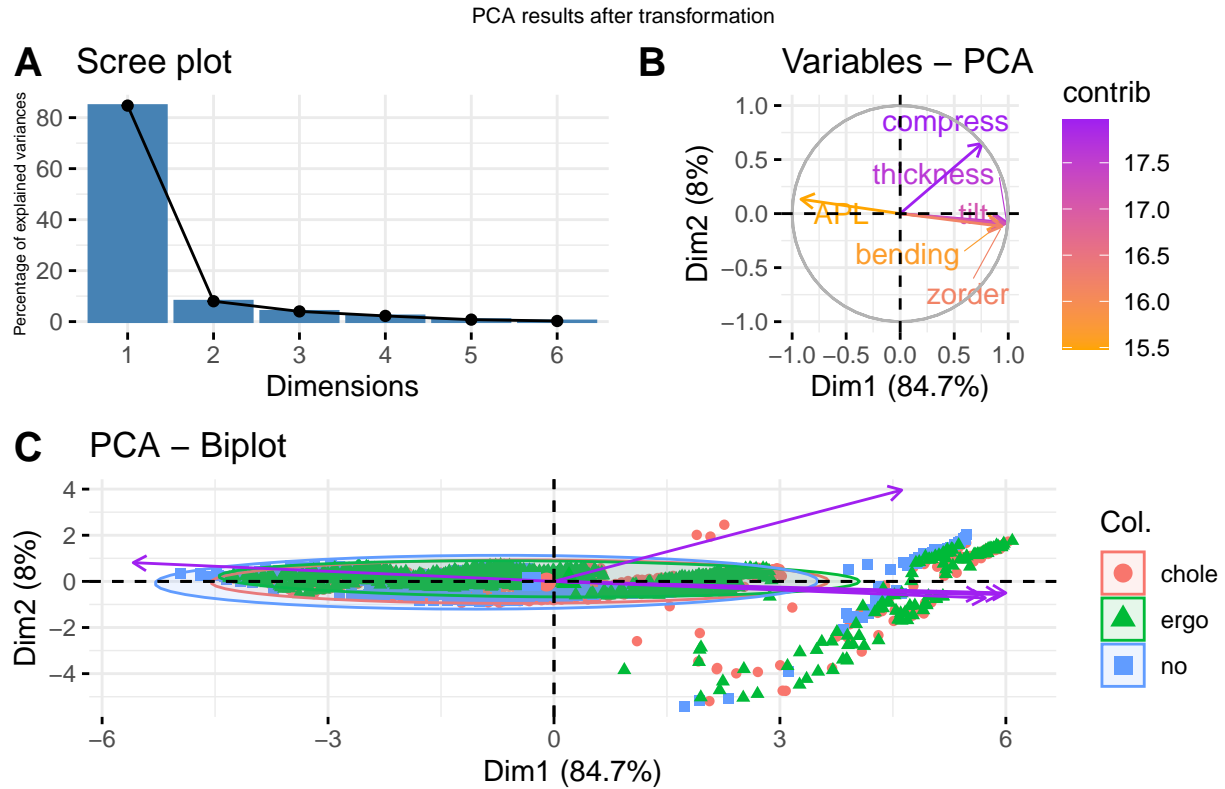 PCA results after transformation
A Scree plot
Percentage of explained variances
80
60
40
20
0
1 2 3 4 5 6
Dimensions
B Variables – PCA
Dim2 (8%)
1.0
0.5
0.0
−0.5
−1.0
compress
thickness
APL
tilt
bending
zorder
−1.0 −0.5 0.0 0.5 1.0
Dim1 (84.7%)
contrib
17.5
17.0
16.5
16.0
15.5
C PCA – Biplot
Dim2 (8%)
4
2
0
−2
−4
−6 −3 0 3 6
Dim1 (84.7%)
Col.
chole
ergo
no